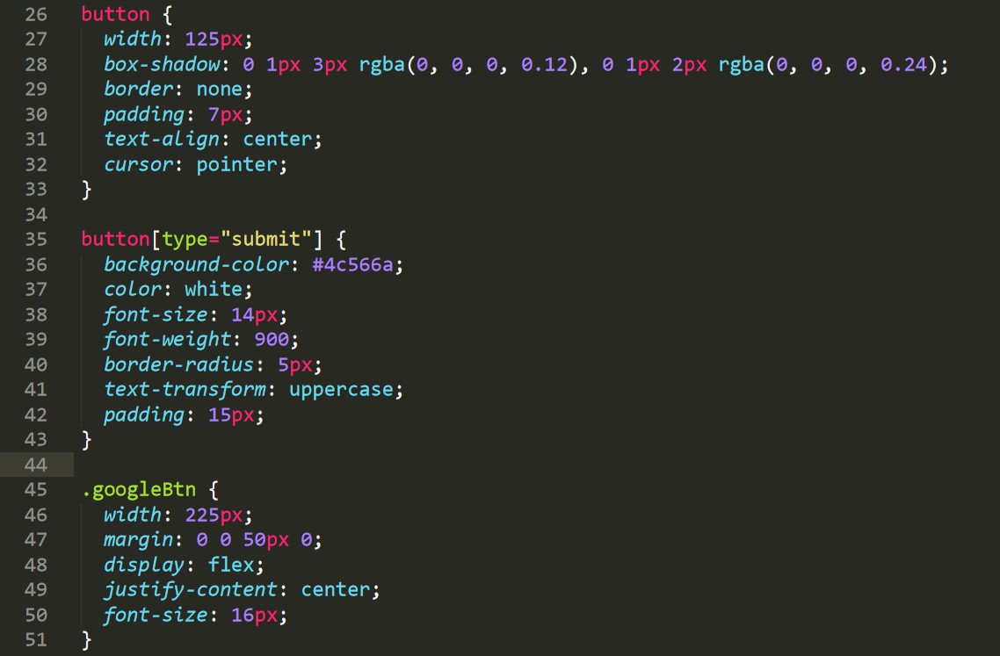 26 button {
27 width: 125px;
28 box-shadow: 0 1px 3px rgba(0, 0, 0, 0.12), 0 1px 2px rgba(0, 0, 0, 0.24);
29 border: none;
30 padding: 7px;
31 text-align: center;
32 cursor: pointer;
33 }
34
35 button[type="submit"] {
36 background-color: #4c566a;
37 color: white;
38 font-size: 14px;
39 font-weight: 900;
40 border-radius: 5px;
41 text-transform: uppercase;
42 padding: 15px;
43 }
44
45 .googleBtn {
46 width: 225px;
47 margin: 0 0 50px 0;
48 display: flex;
49 justify-content: center;
50 font-size: 16px;
51 }